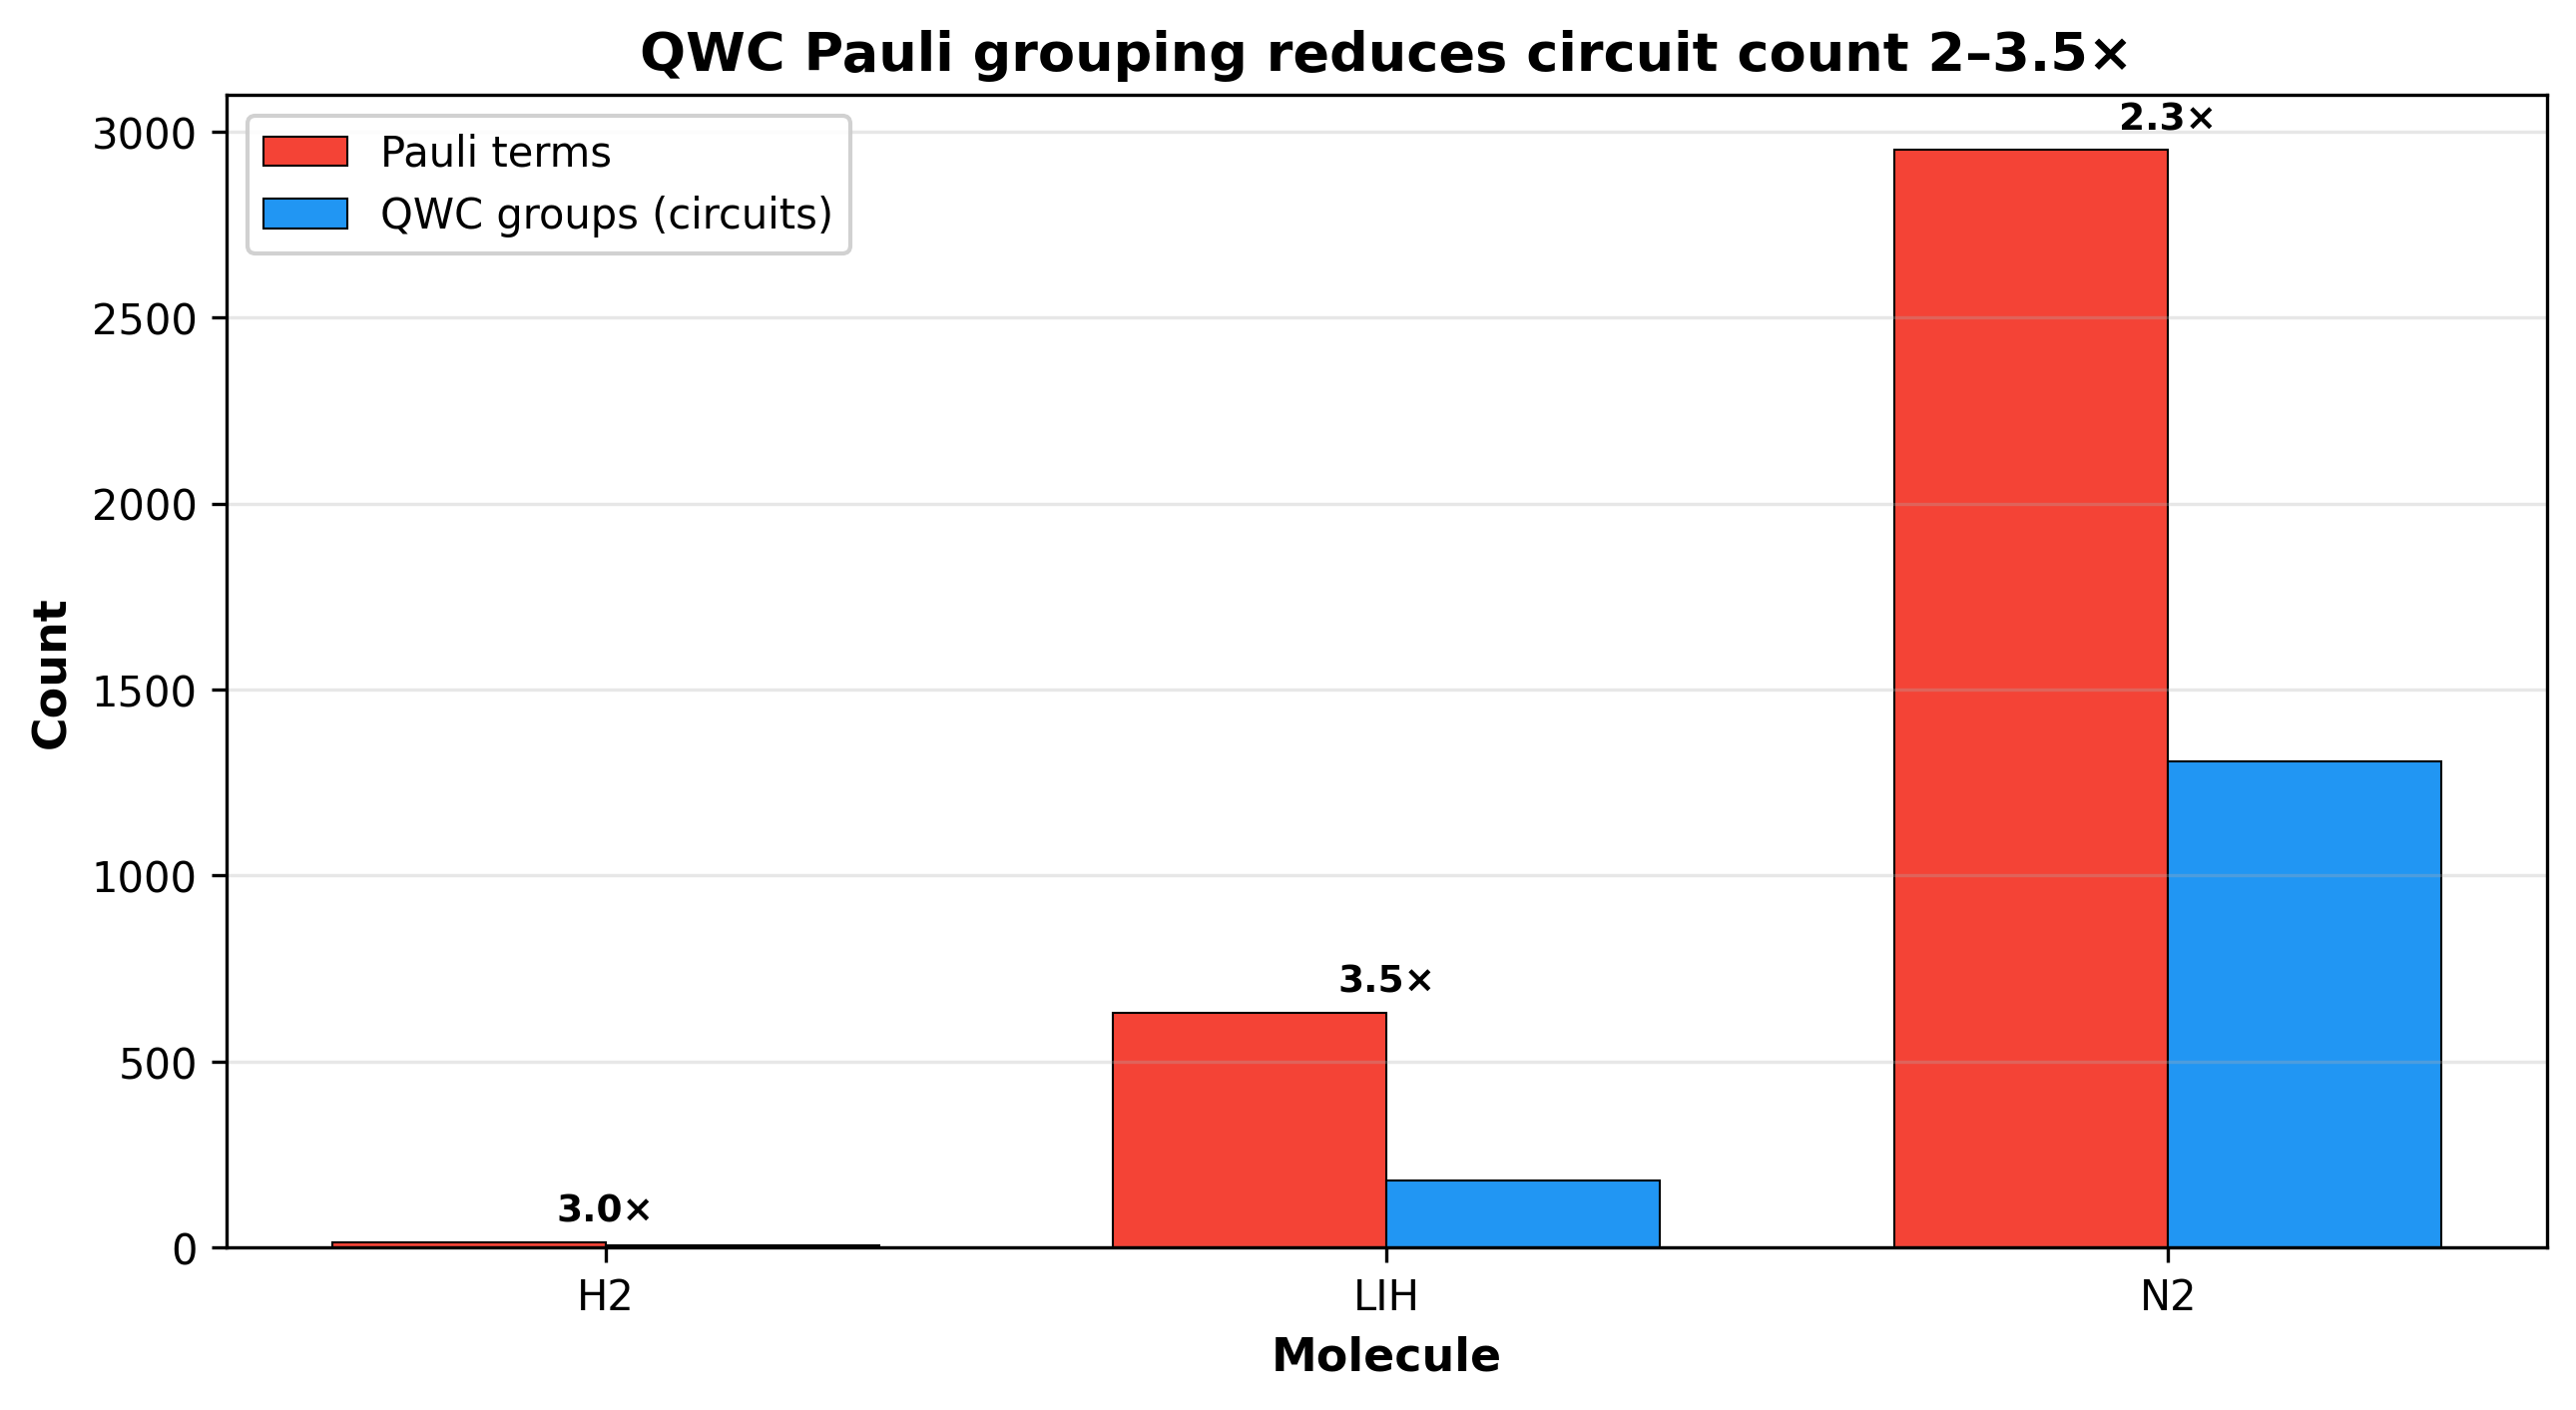 QWC Pauli grouping reduces circuit count 2–3.5×
Pauli terms
QWC groups (circuits)
3000
2500
2000
1500
1000
500
0
Count
3.0×
3.5×
2.3×
H2
LIH
N2
Molecule